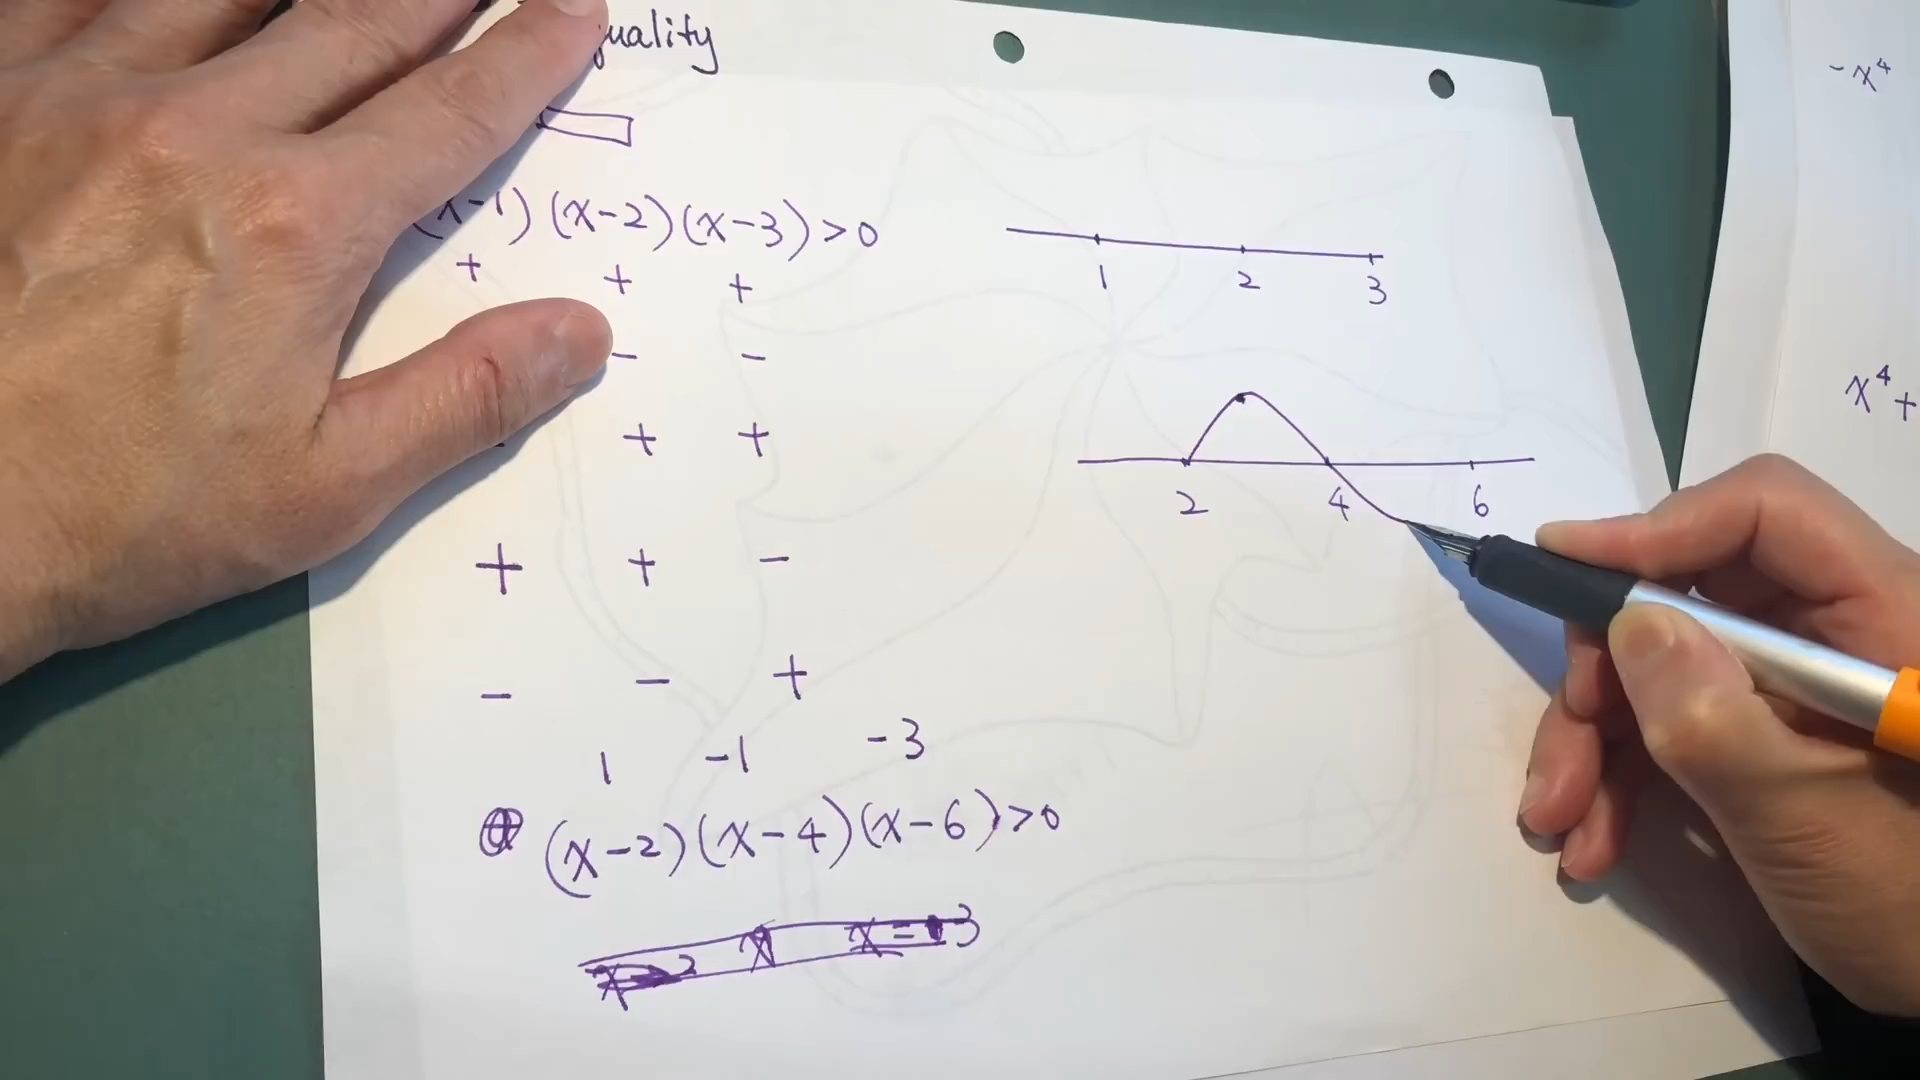 (x-1)(x-2)(x-3)>0
+ + +
- -
+ +
+ + -
- - +
1 -1 -3
(x-2)(x-4)(x-6)>0
1 2 3
2 4 6
-x⁴
x⁴+